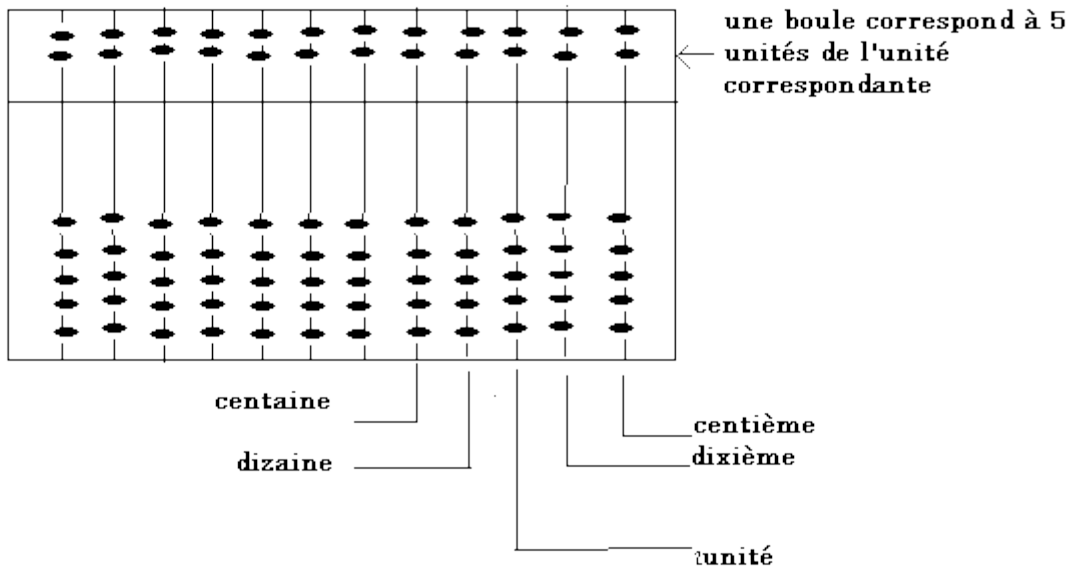 une boule correspond à 5
unités de l'unité
correspondante
centaine
dizaine
centième
dixième
unité